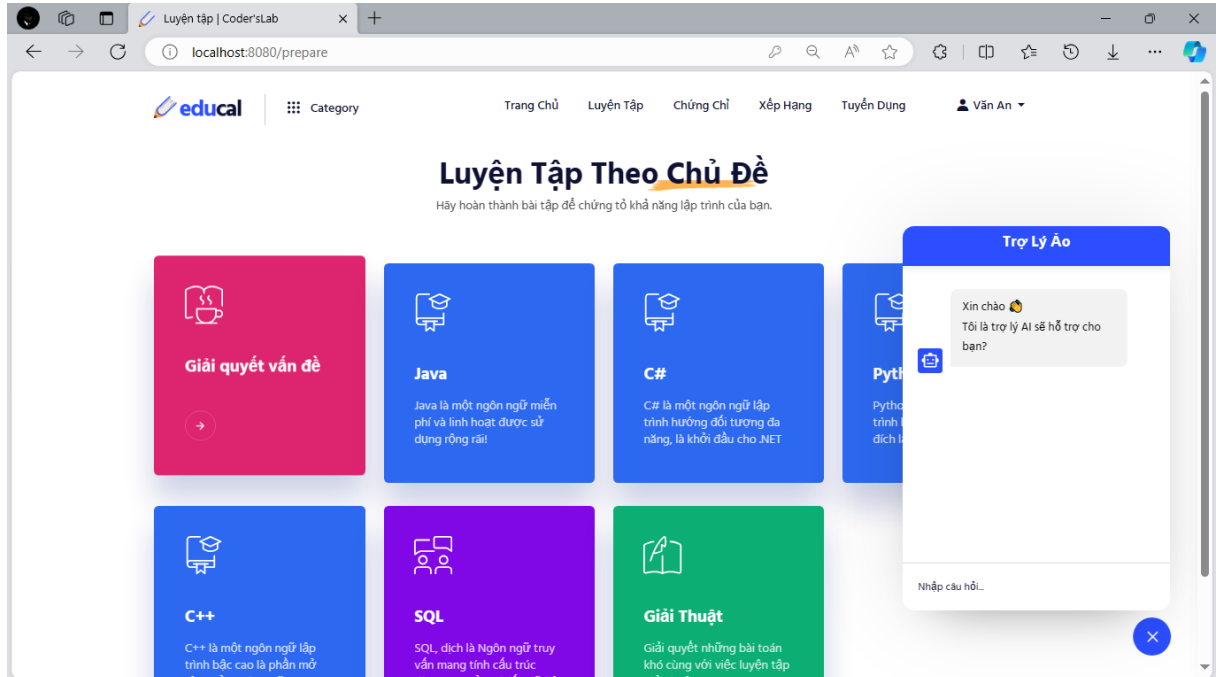 Luyện tập | Coder'sLab
localhost:8080/prepare
educal
Category
Trang Chủ
Luyện Tập
Chứng Chỉ
Xếp Hạng
Tuyển Dụng
Văn An
Luyện Tập Theo Chủ Đề
Hãy hoàn thành bài tập để chứng tỏ khả năng lập trình của bạn.
Giải quyết vấn đề
Java
Java là một ngôn ngữ miễn
phí và linh hoạt được sử
dụng rộng rãi!
C#
C# là một ngôn ngữ lập
trình hướng đối tượng đa
năng, là khởi đầu cho .NET
Trợ Lý Ảo
Xin chào
Tôi là trợ lý AI sẽ hỗ trợ cho
bạn?
Nhập câu hỏi...
C++
C++ là một ngôn ngữ lập
trình bậc cao là phần mở
SQL
SQL, dịch là Ngôn ngữ truy
vấn mang tính cấu trúc
Giải Thuật
Giải quyết những bài toán
khó cùng với việc luyện tập